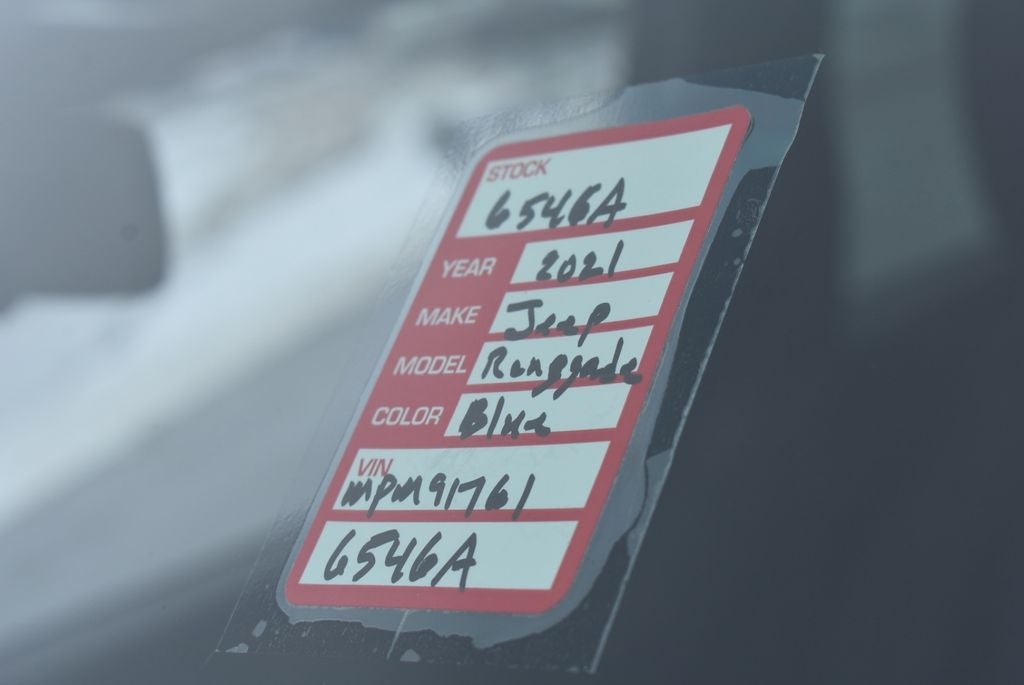 STOCK
6546A
YEAR 2021
MAKE Jeep
MODEL Renegade
COLOR Blue
VIN
MPM91761
6546A